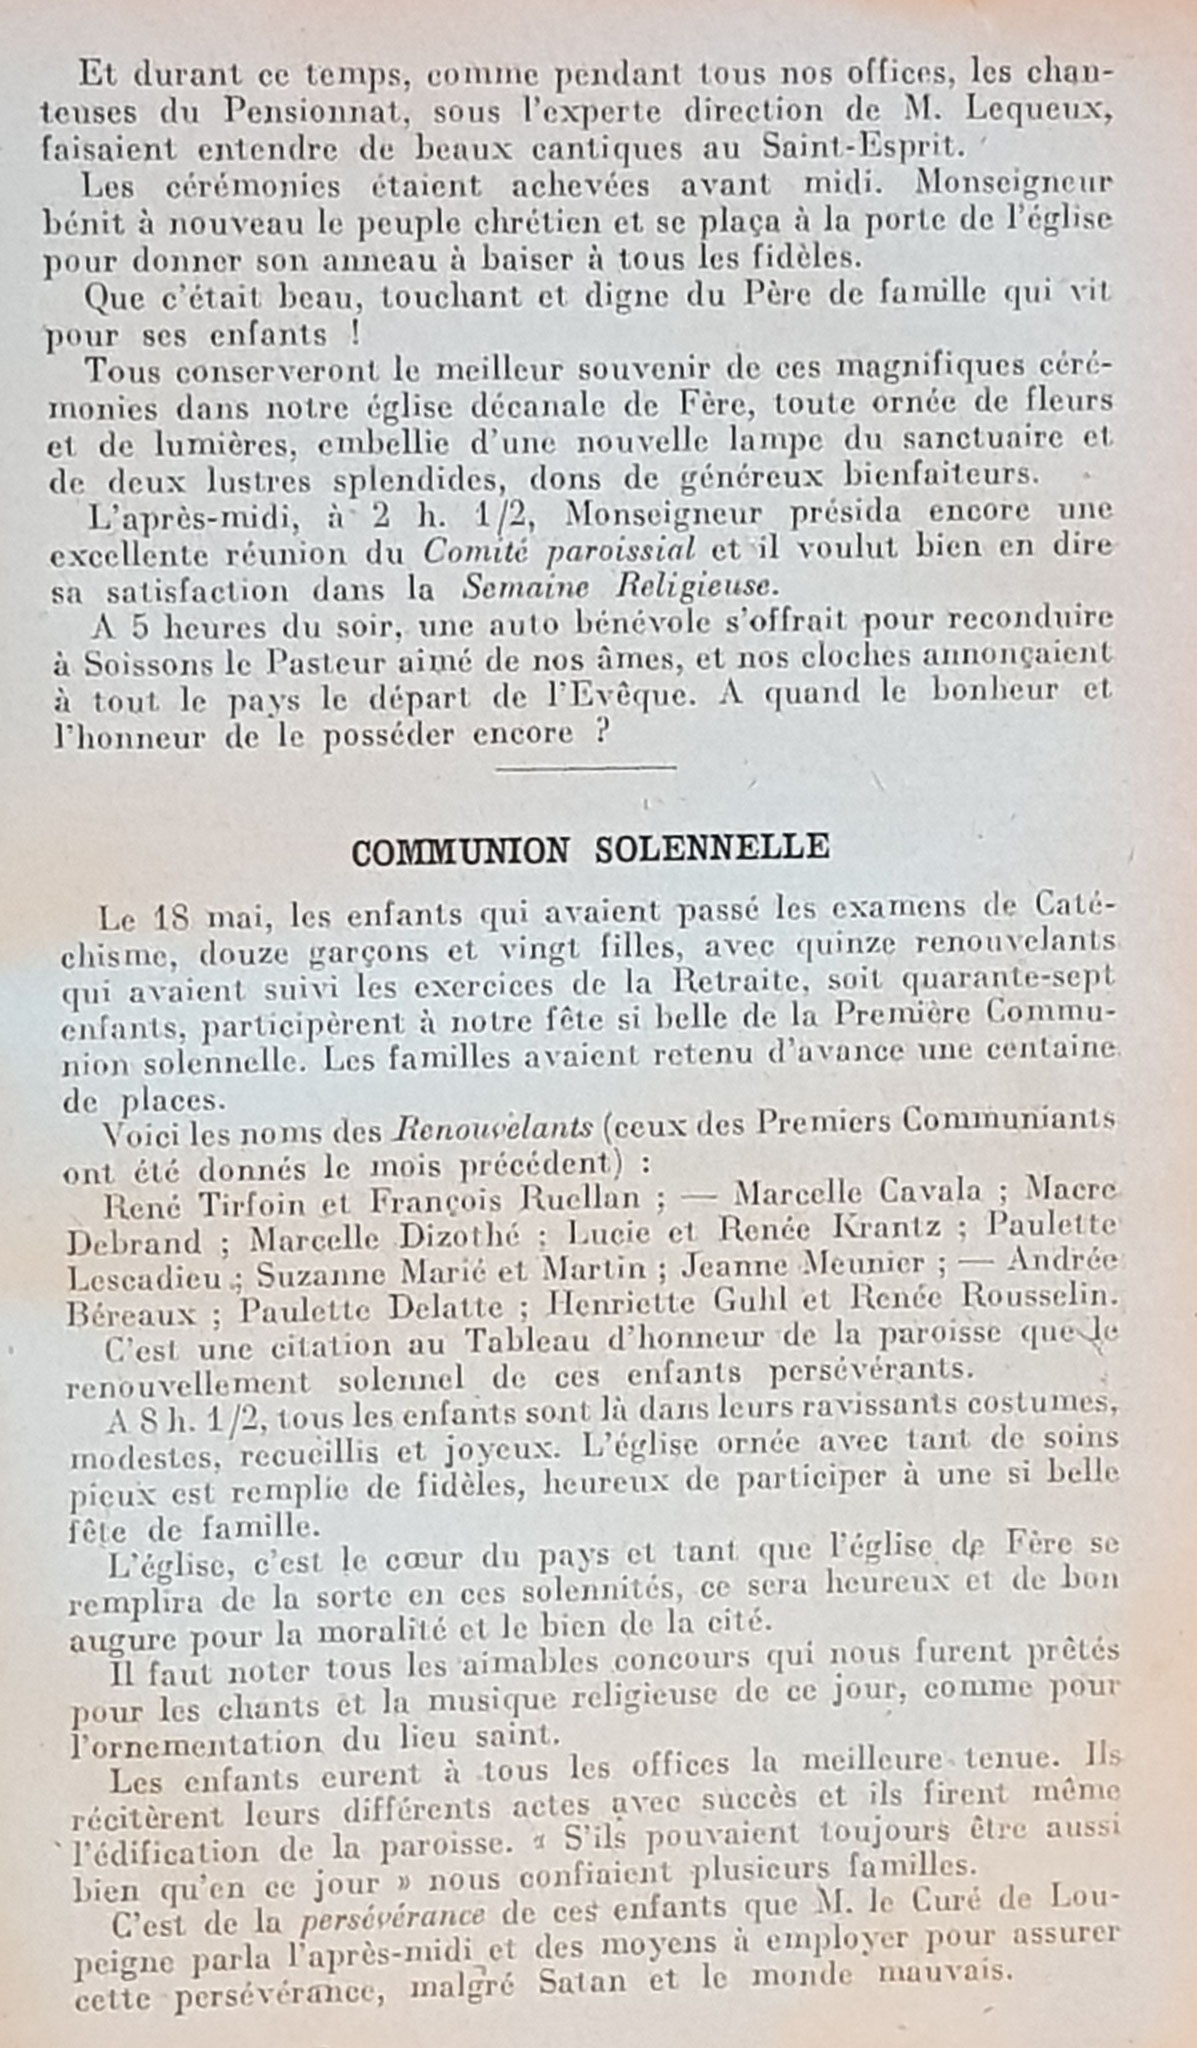 Et durant ce temps, comme pendant tous nos offices, les chan-
teuses du Pensionnat, sous l'experte direction de M. Lequeux,
faisaient entendre de beaux cantiques au Saint-Esprit.
Les cérémonies étaient achevées avant midi. Monseigneur
bénit à nouveau le peuple chrétien et se plaça à la porte de l'église
pour donner son anneau à baiser à tous les fidèles.
Que c'était beau, touchant et digne du Père de famille qui vit
pour ses enfants !
Tous conserveront le meilleur souvenir de ces magnifiques céré-
monies dans notre église décanale de Fère, toute ornée de fleurs
et de lumières, embellie d'une nouvelle lampe du sanctuaire et
de deux lustres splendides, dons de généreux bienfaiteurs.
L'après-midi, à 2 h. 1/2, Monseigneur présida encore une
excellente réunion du Comité paroissial et il voulut bien en dire
sa satisfaction dans la Semaine Religieuse.
A 5 heures du soir, une auto bénévole s'offrait pour reconduire
à Soissons le Pasteur aimé de nos âmes, et nos cloches annonçaient
à tout le pays le départ de l'Evêque. A quand le bonheur et
l'honneur de le posséder encore ?
COMMUNION SOLENNELLE
Le 18 mai, les enfants qui avaient passé les examens de Caté-
chisme, douze garçons et vingt filles, avec quinze renouvelants
qui avaient suivi les exercices de la Retraite, soit quarante-sept
enfants, participèrent à notre fête si belle de la Première Commu-
nion solennelle. Les familles avaient retenu d'avance une centaine
de places.
Voici les noms des Renouvelants (ceux des Premiers Communiants
ont été donnés le mois précédent) :
René Tirfoin et François Ruellan ; — Marcelle Cavala ; Macre
Debrand ; Marcelle Dizothé ; Lucie et Renée Krantz ; Paulette
Lescadieu ; Suzanne Marié et Martin ; Jeanne Meunier ; — Andrée
Béreaux ; Paulette Delatte ; Henriette Guhl et Renée Rousselin.
C'est une citation au Tableau d'honneur de la paroisse que le
renouvellement solennel de ces enfants persévérants.
A 8 h. 1/2, tous les enfants sont là dans leurs ravissants costumes,
modestes, recueillis et joyeux. L'église ornée avec tant de soins
pieux est remplie de fidèles, heureux de participer à une si belle
fête de famille.
L'église, c'est le cœur du pays et tant que l'église de Fère se
remplira de la sorte en ces solennités, ce sera heureux et de bon
augure pour la moralité et le bien de la cité.
Il faut noter tous les aimables concours qui nous furent prêtés
pour les chants et la musique religieuse de ce jour, comme pour
l'ornementation du lieu saint.
Les enfants eurent à tous les offices la meilleure tenue. Ils
récitèrent leurs différents actes avec succès et ils firent même
l'édification de la paroisse. « S'ils pouvaient toujours être aussi
bien qu'en ce jour » nous confiaient plusieurs familles.
C'est de la persévérance de ces enfants que M. le Curé de Lou-
peigne parla l'après-midi et des moyens à employer pour assurer
cette persévérance, malgré Satan et le monde mauvais.